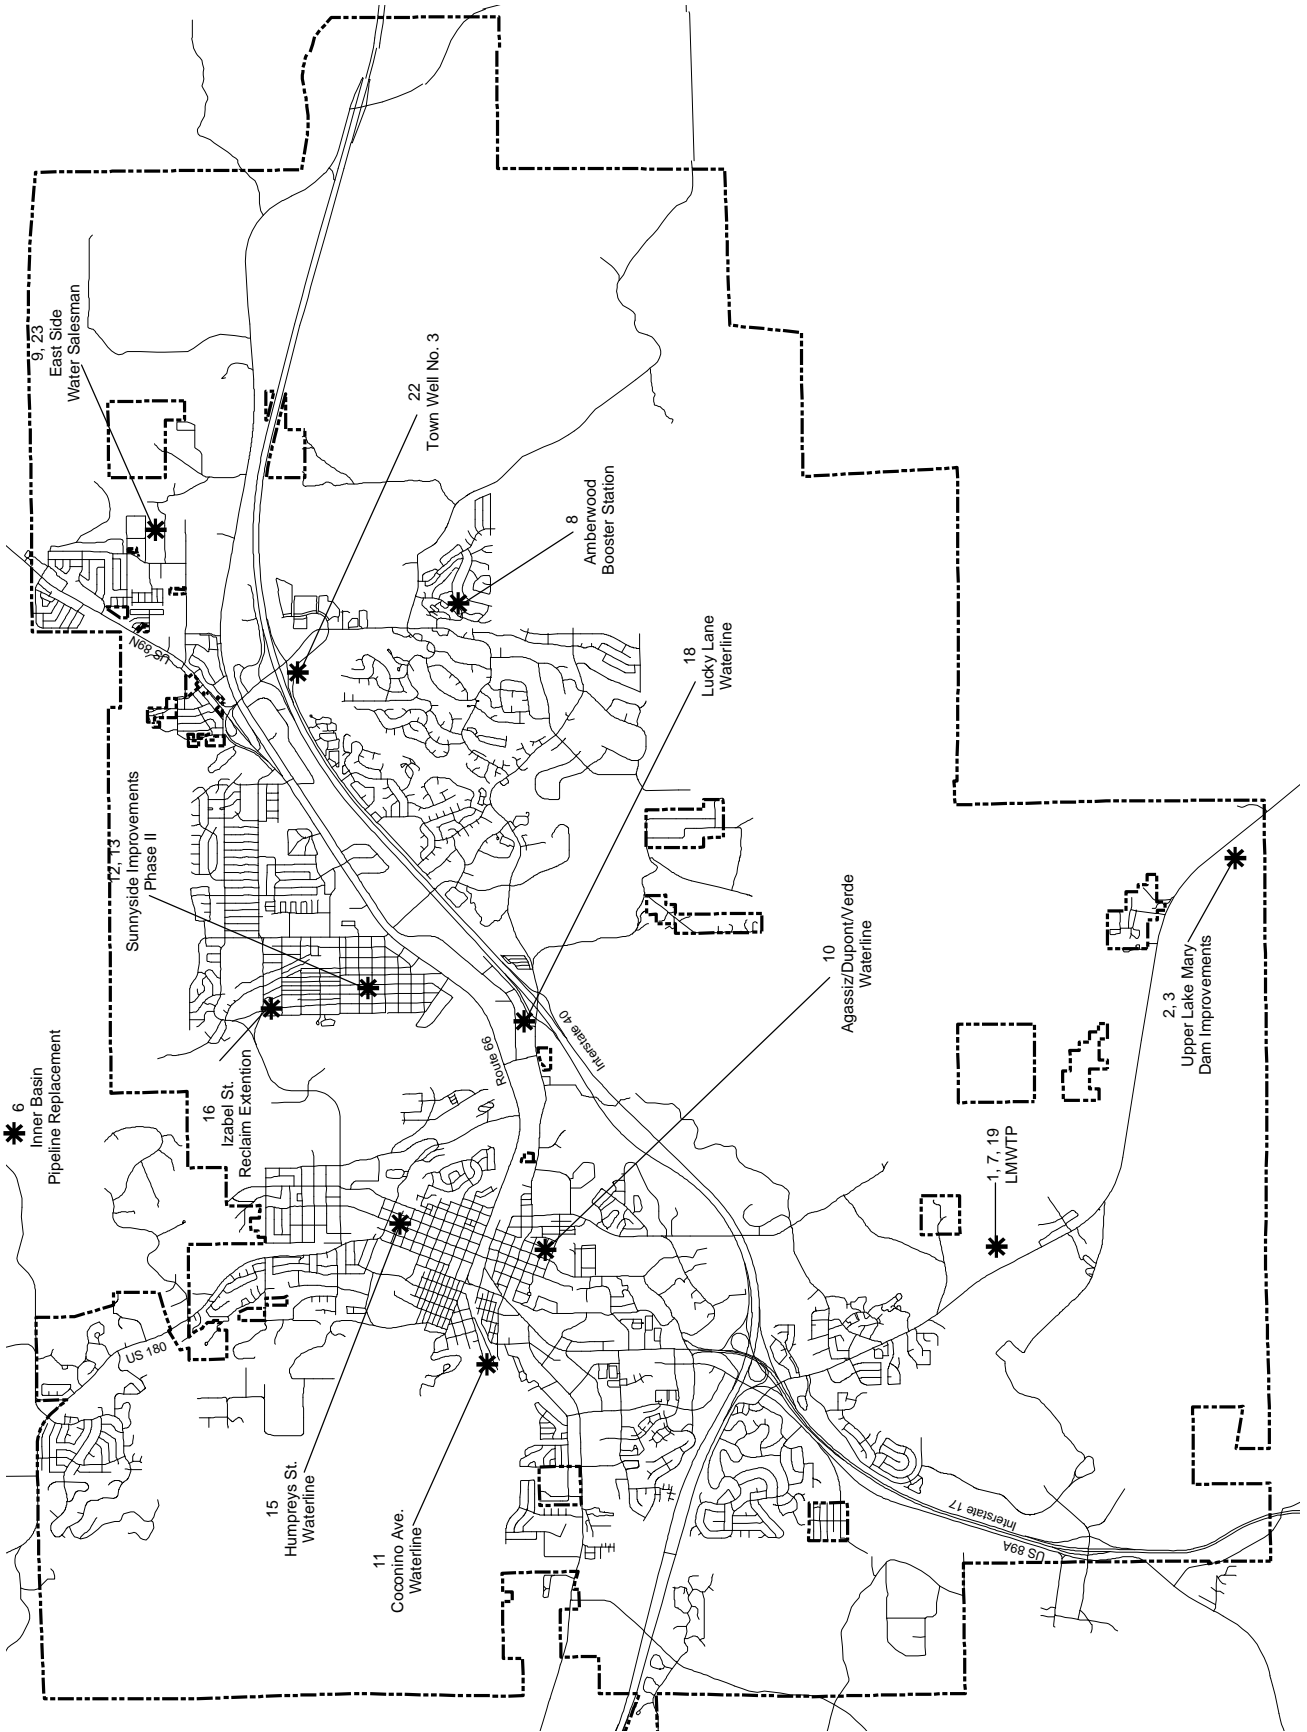 6
Inner Basin
Pipeline Replacement
16
Izabel St.
Reclaim Extention
12, 13
Sunnyside Improvements
Phase II
9, 23
East Side
Water Salesman
22
Town Well No. 3
8
Amberwood
Booster Station
18
Lucky Lane
Waterline
10
Agassiz/Dupont/Verde
Waterline
15
Humpreys St.
Waterline
11
Coconino Ave.
Waterline
1, 7, 19
LMWTP
2, 3
Upper Lake Mary
Dam Improvements
US 180
US 89N
Route 66
Interstate 40
Interstate 17
US 89A